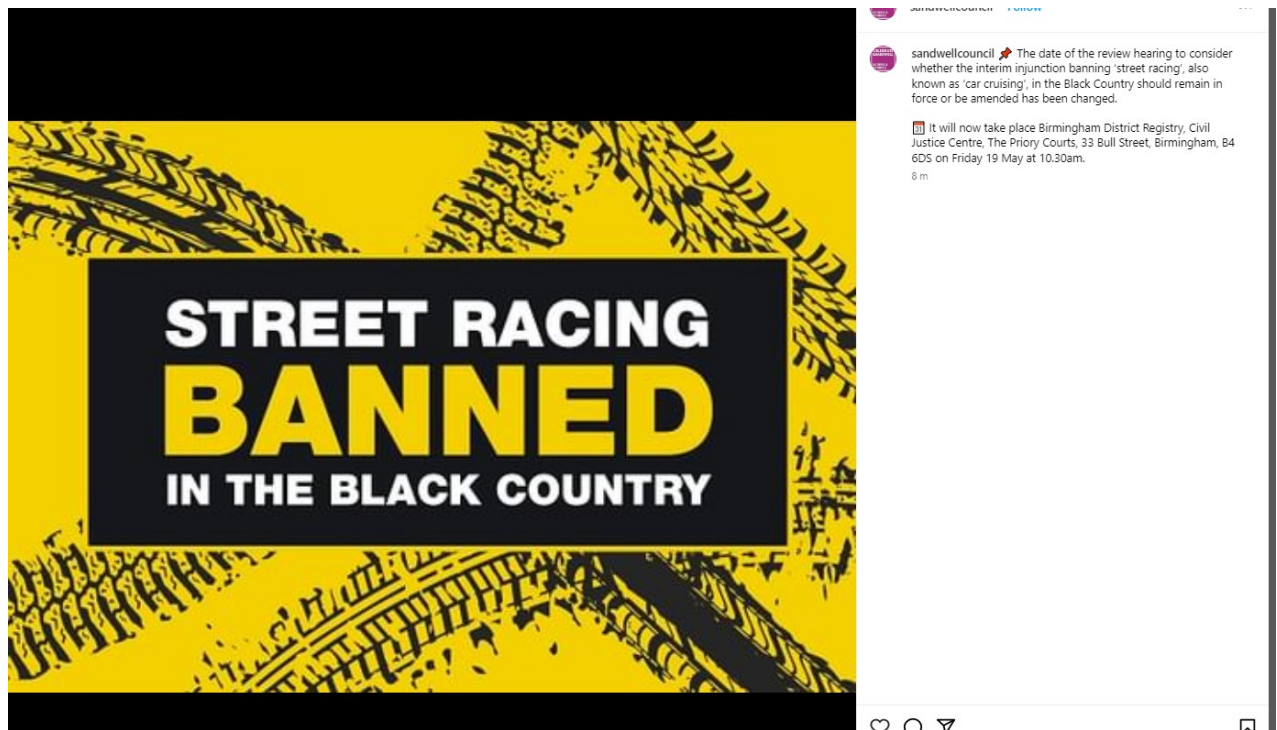 STREET RACING
BANNED
IN THE BLACK COUNTRY
sandwellcouncil Follow
sandwellcouncil 📌 The date of the review hearing to consider
whether the interim injunction banning ‘street racing’, also
known as ‘car cruising’, in the Black Country should remain in
force or be amended has been changed.
📅 It will now take place Birmingham District Registry, Civil
Justice Centre, The Priory Courts, 33 Bull Street, Birmingham, B4
6DS on Friday 19 May at 10.30am.
8 m